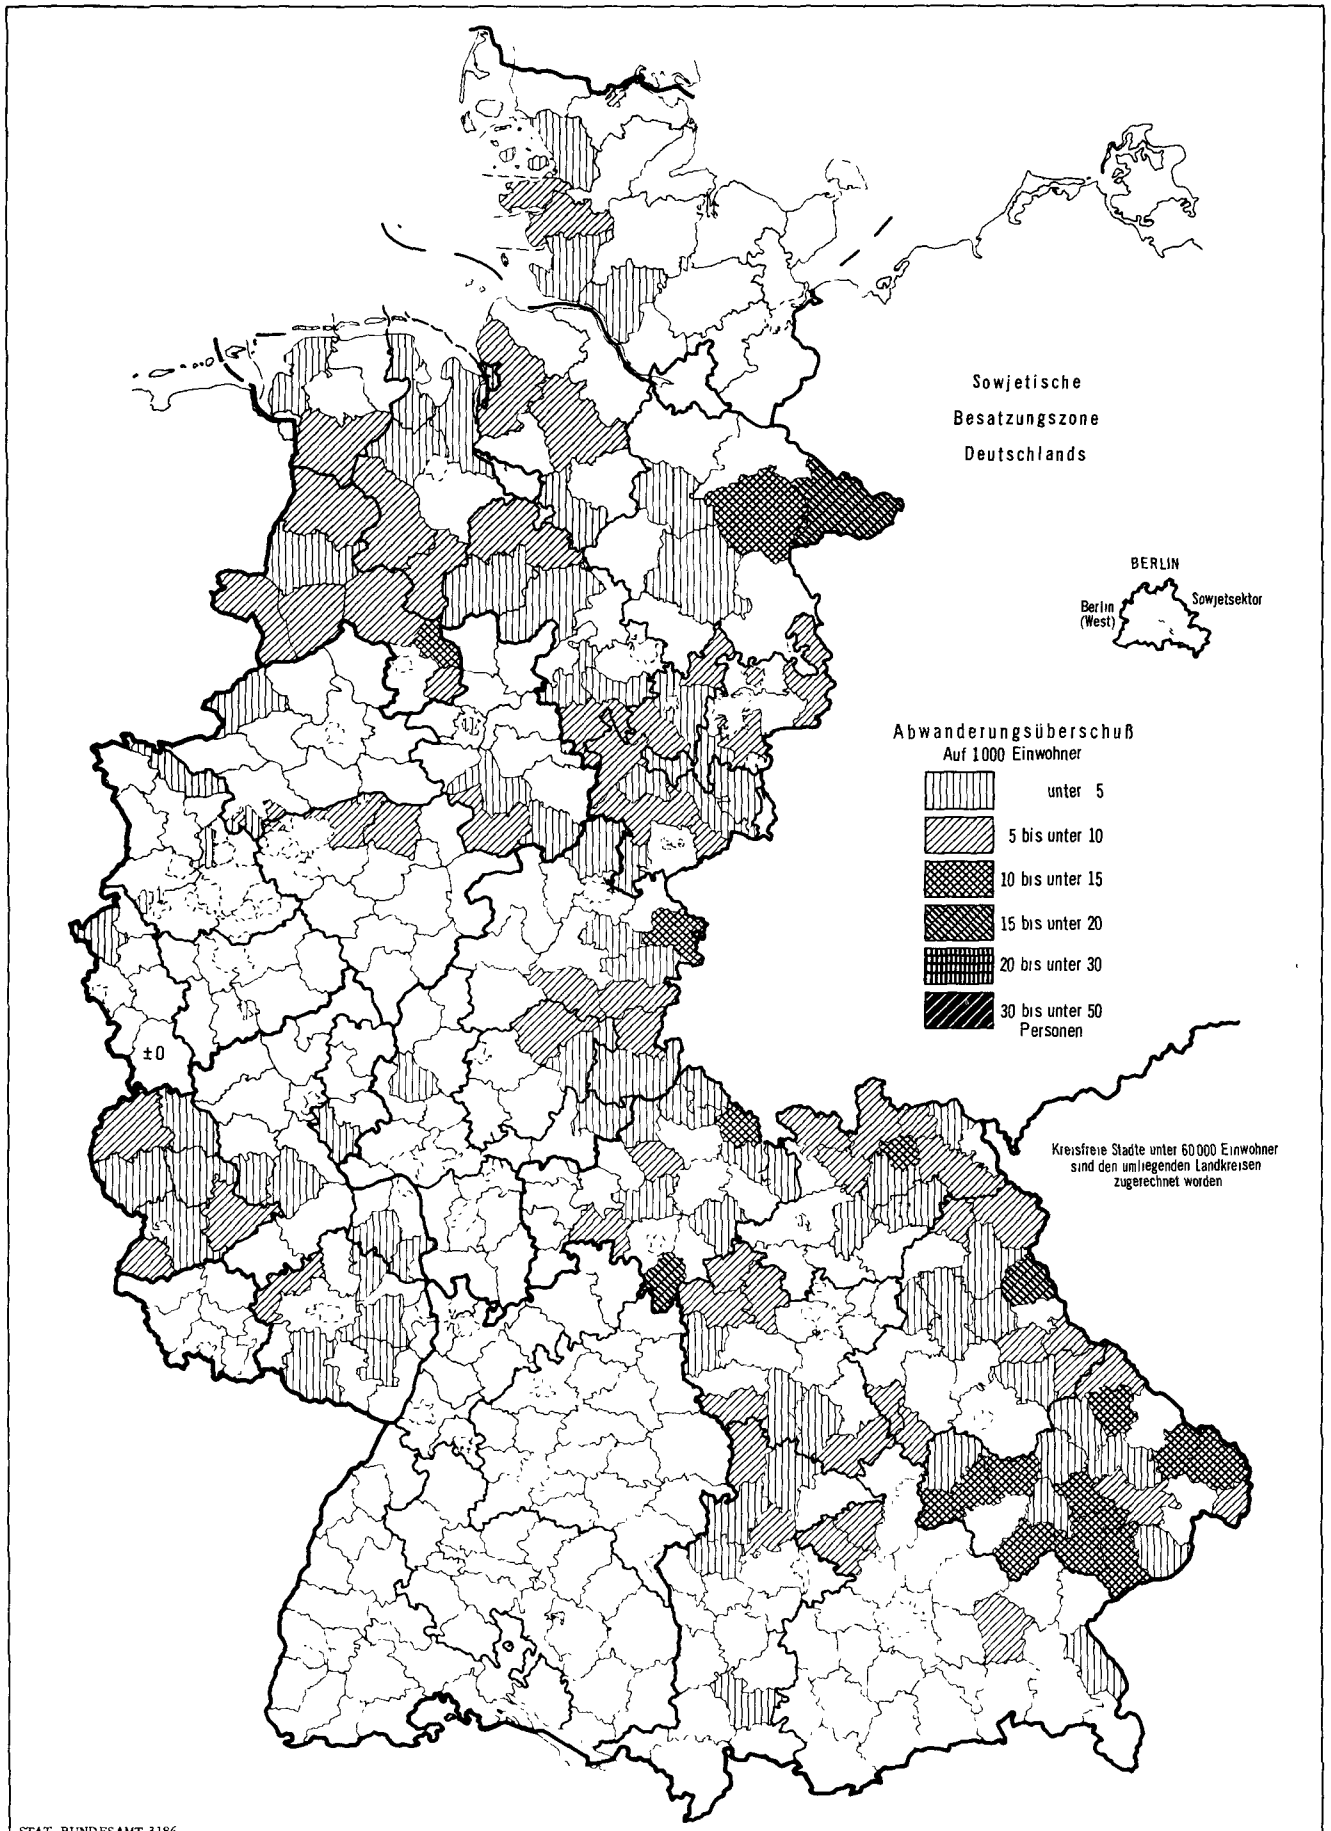 Sowjetische
Besatzungszone
Deutschlands
BERLIN
Berlin
(West)
Sowjetsektor
Abwanderungsüberschuß
Auf 1000 Einwohner
unter 5
5 bis unter 10
10 bis unter 15
15 bis unter 20
20 bis unter 30
30 bis unter 50
Personen
±0
Kreisfreie Stadte unter 60000 Einwohner
sind den umliegenden Landkreisen
zugerechnet worden
STAT. BUNDESAMT 3186